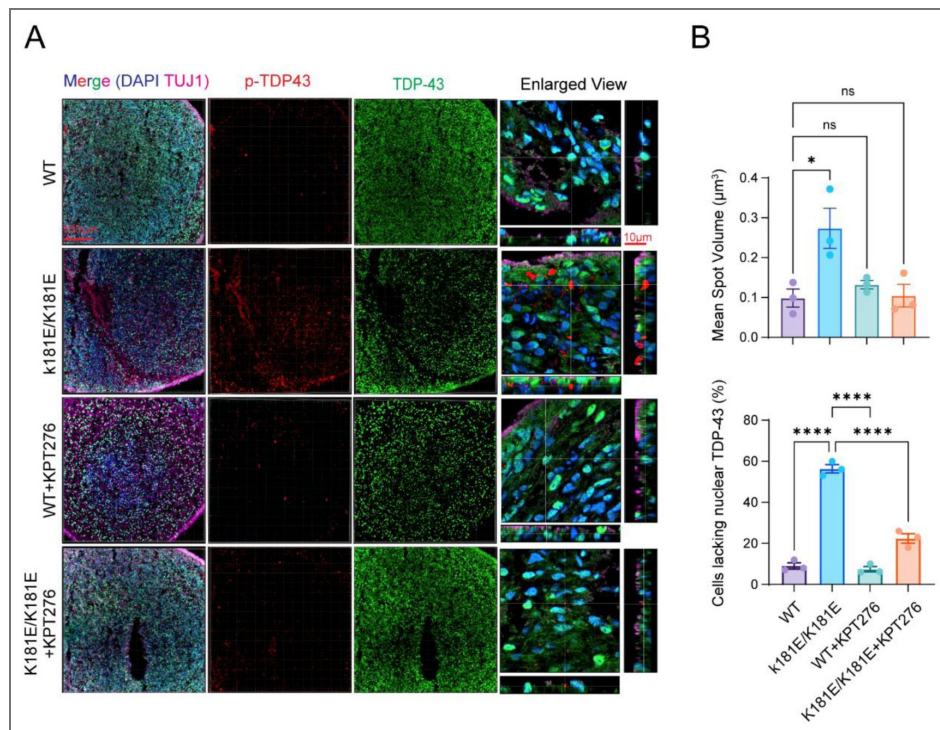 A
B
Merge (DAPI TUJ1)
p-TDP43
TDP-43
Enlarged View
WT
k181E/K181E
WT+KPT276
K181E/K181E
+KPT276
10μm
ns
ns
*
Mean Spot Volume (μm³)
0.4
0.3
0.2
0.1
0.0
****
****
****
Cells lacking nuclear TDP-43 (%)
80
60
40
20
0
WT
k181E/K181E
WT+KPT276
K181E/K181E+KPT276